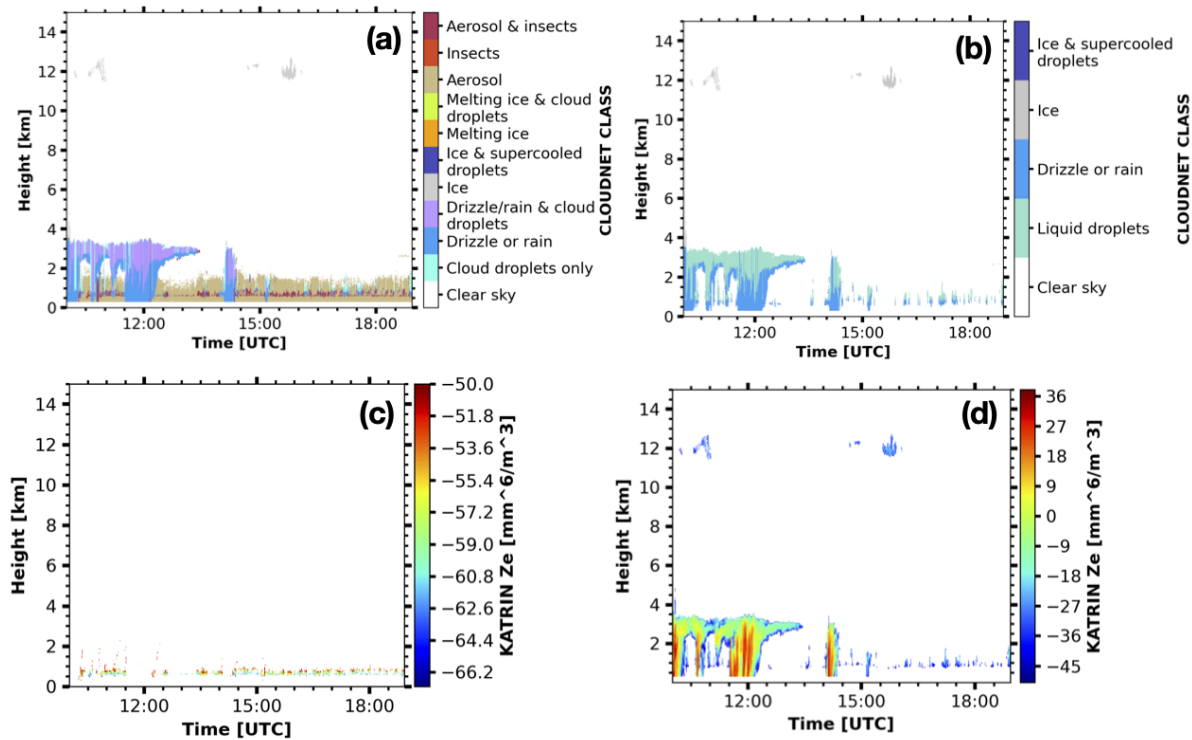 (a)
14
12
10
8
6
4
2
0
Height [km]
12:00
15:00
18:00
Time [UTC]
Aerosol & insects
Insects
Aerosol
Melting ice & cloud
droplets
Melting ice
Ice & supercooled
droplets
Ice
Drizzle/rain & cloud
droplets
Drizzle or rain
Cloud droplets only
Clear sky
CLOUDNET CLASS
(b)
14
12
10
8
6
4
2
0
Height [km]
12:00
15:00
18:00
Time [UTC]
Ice & supercooled
droplets
Ice
Drizzle or rain
Liquid droplets
Clear sky
CLOUDNET CLASS
(c)
14
12
10
8
6
4
2
0
Height [km]
12:00
15:00
18:00
Time [UTC]
−50.0
−51.8
−53.6
−55.4
−57.2
−59.0
−60.8
−62.6
−64.4
−66.2
KATRIN Ze [mm^6/m^3]
(d)
14
12
10
8
6
4
2
Height [km]
12:00
15:00
18:00
Time [UTC]
36
27
18
9
0
−9
−18
−27
−36
−45
KATRIN Ze [mm^6/m^3]